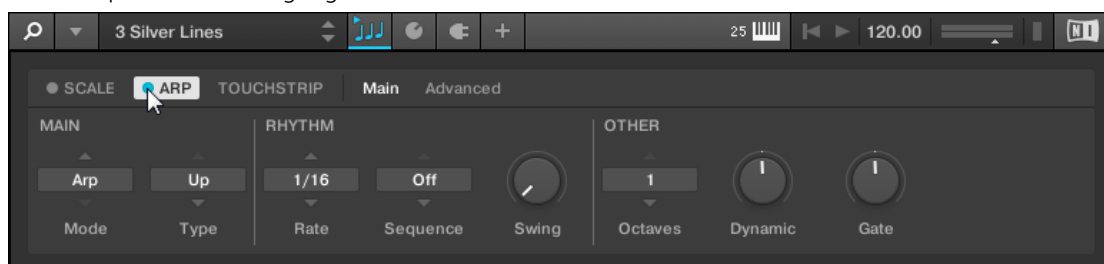 3 Silver Lines + 25 120.00 NI
SCALE ARP TOUCHSTRIP Main Advanced
MAIN RHYTHM OTHER
Arp Up 1/16 Off 1
Mode Type Rate Sequence Swing Octaves Dynamic Gate